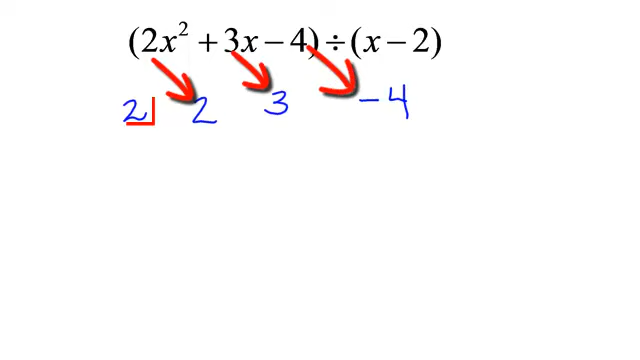 (2x² + 3x − 4) ÷ (x − 2)
2 2 3 −4